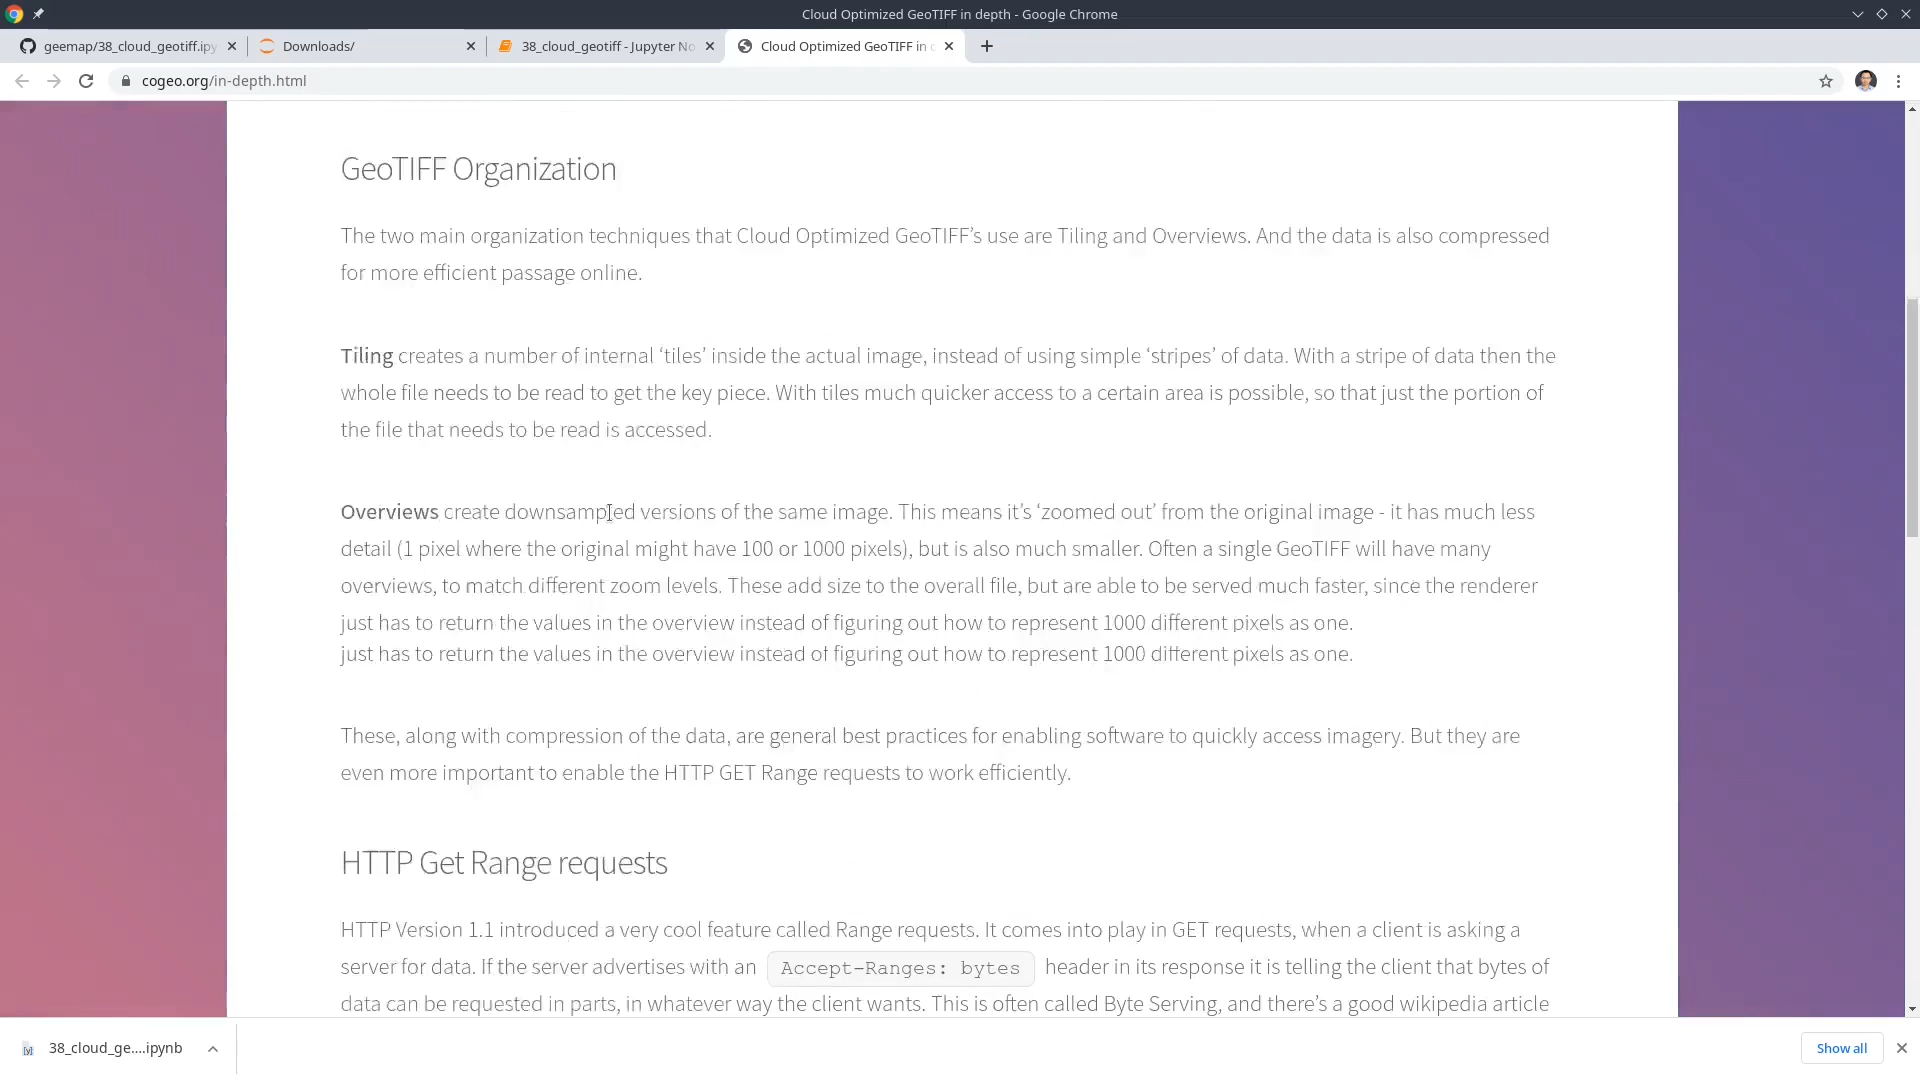 Cloud Optimized GeoTIFF in depth - Google Chrome
geemap/38_cloud_geotiff.ipy
Downloads/
38_cloud_geotiff - Jupyter No
Cloud Optimized GeoTIFF in d
cogeo.org/in-depth.html
GeoTIFF Organization
The two main organization techniques that Cloud Optimized GeoTIFF’s use are Tiling and Overviews. And the data is also compressed
for more efficient passage online.
Tiling creates a number of internal ‘tiles’ inside the actual image, instead of using simple ‘stripes’ of data. With a stripe of data then the
whole file needs to be read to get the key piece. With tiles much quicker access to a certain area is possible, so that just the portion of
the file that needs to be read is accessed.
Overviews create downsampled versions of the same image. This means it’s ‘zoomed out’ from the original image - it has much less
detail (1 pixel where the original might have 100 or 1000 pixels), but is also much smaller. Often a single GeoTIFF will have many
overviews, to match different zoom levels. These add size to the overall file, but are able to be served much faster, since the renderer
just has to return the values in the overview instead of figuring out how to represent 1000 different pixels as one.
just has to return the values in the overview instead of figuring out how to represent 1000 different pixels as one.
These, along with compression of the data, are general best practices for enabling software to quickly access imagery. But they are
even more important to enable the HTTP GET Range requests to work efficiently.
HTTP Get Range requests
HTTP Version 1.1 introduced a very cool feature called Range requests. It comes into play in GET requests, when a client is asking a
server for data. If the server advertises with an Accept-Ranges: bytes header in its response it is telling the client that bytes of
data can be requested in parts, in whatever way the client wants. This is often called Byte Serving, and there’s a good wikipedia article
38_cloud_ge....ipynb
Show all